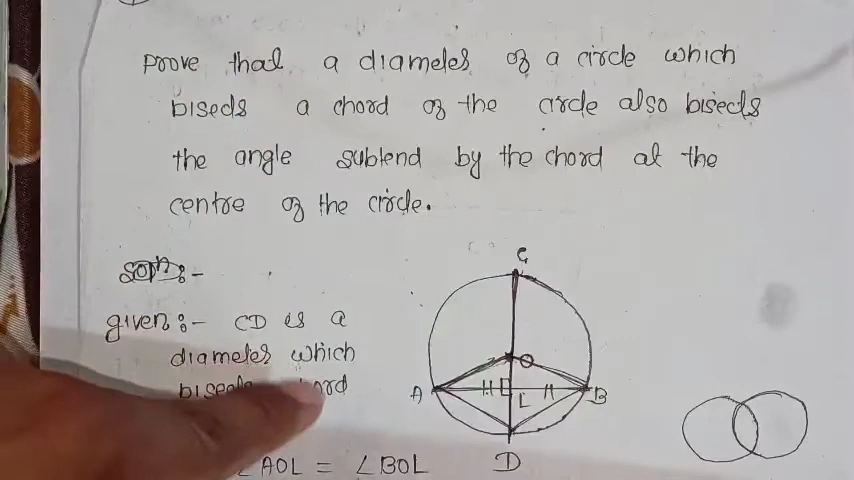 Prove that a diameter of a circle which
bisects a chord of the circle also bisects
the angle subtend by the chord at the
centre of the circle.
Soln:-
given:- CD is a
diameter which
C
O
A
B
L
D
∠AOL = ∠BOL